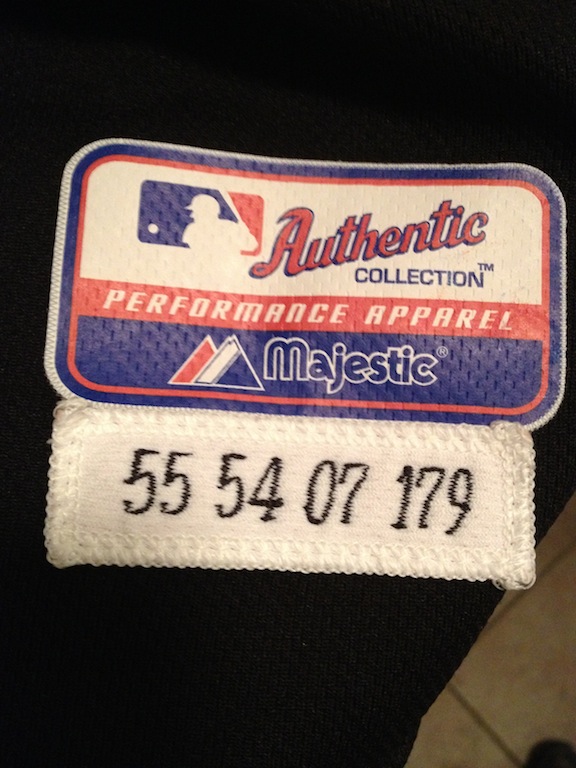 Authentic
COLLECTION™
PERFORMANCE APPAREL
Majestic®
55 54 07 179